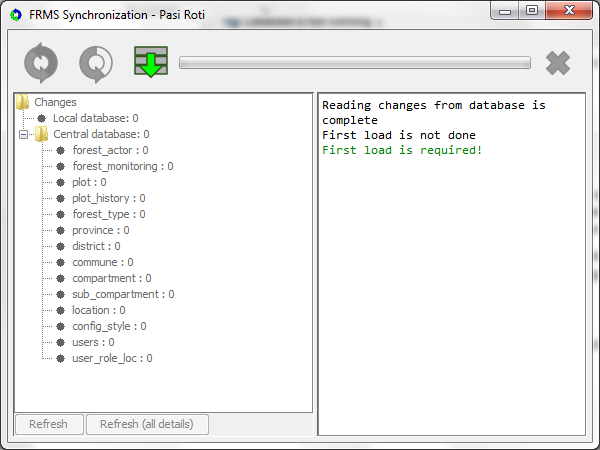 FRMS Synchronization - Pasi Roti
Changes
Local database: 0
Central database: 0
forest_actor : 0
forest_monitoring : 0
plot : 0
plot_history : 0
forest_type : 0
province : 0
district : 0
commune : 0
compartment : 0
sub_compartment : 0
location : 0
config_style : 0
users : 0
user_role_loc : 0
Refresh
Refresh (all details)
Reading changes from database is
complete
First load is not done
First load is required!